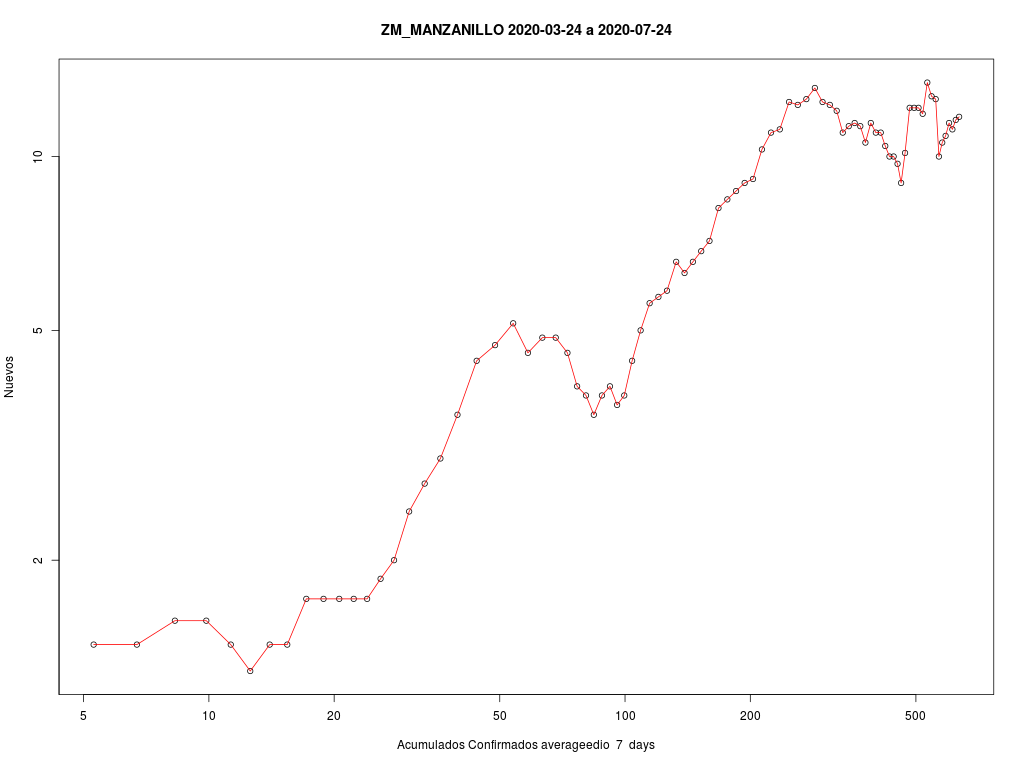 ZM_MANZANILLO 2020-03-24 a 2020-07-24
Nuevos
10
5
2
5 10 20 50 100 200 500
Acumulados Confirmados averageedio 7 days